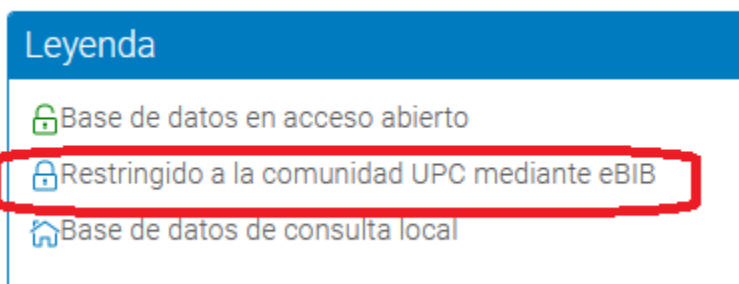 Leyenda
Base de datos en acceso abierto
Restringido a la comunidad UPC mediante eBIB
Base de datos de consulta local